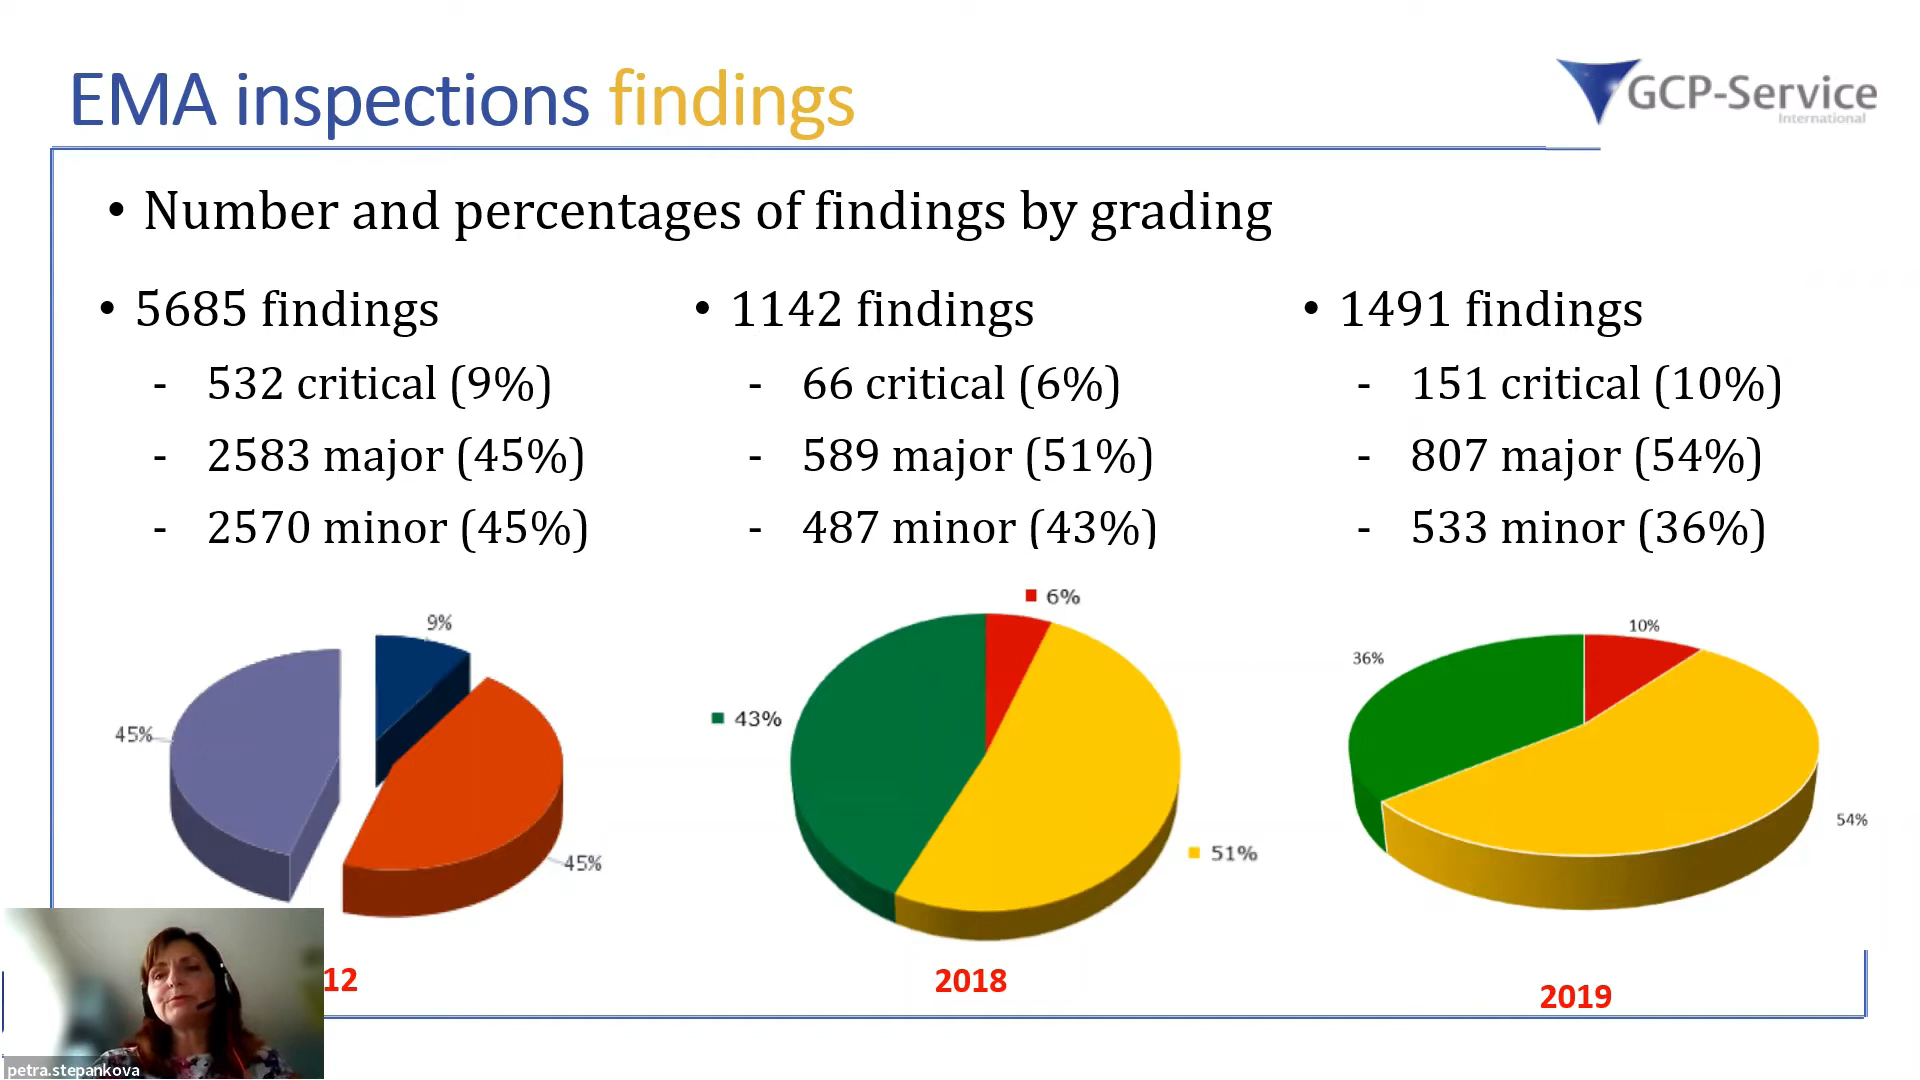 EMA inspections findings
GCP-Service
International
• Number and percentages of findings by grading
• 5685 findings
- 532 critical (9%)
- 2583 major (45%)
- 2570 minor (45%)
• 1142 findings
- 66 critical (6%)
- 589 major (51%)
- 487 minor (43%)
• 1491 findings
- 151 critical (10%)
- 807 major (54%)
- 533 minor (36%)
9%
45%
45%
6%
43%
51%
10%
36%
54%
12
2018
2019
petra.stepankova